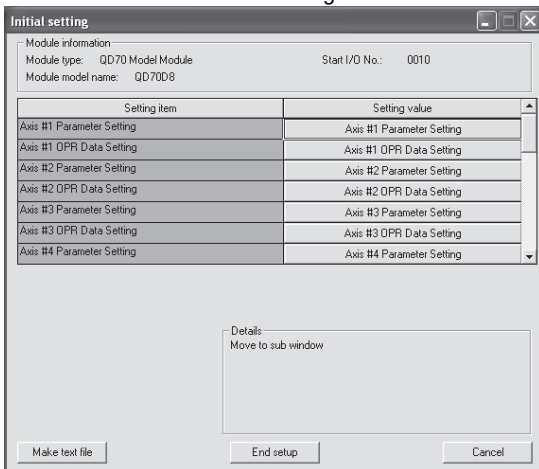 Initial setting
Module information
Module type: QD70 Model Module Start I/O No.: 0010
Module model name: QD70D8
Setting item Setting value
Axis #1 Parameter Setting Axis #1 Parameter Setting
Axis #1 OPR Data Setting Axis #1 OPR Data Setting
Axis #2 Parameter Setting Axis #2 Parameter Setting
Axis #2 OPR Data Setting Axis #2 OPR Data Setting
Axis #3 Parameter Setting Axis #3 Parameter Setting
Axis #3 OPR Data Setting Axis #3 OPR Data Setting
Axis #4 Parameter Setting Axis #4 Parameter Setting
Details
Move to sub window
Make text file End setup Cancel